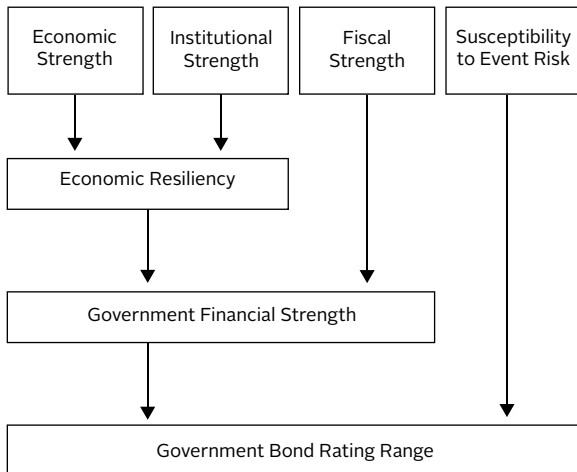 Economic
Strength
Institutional
Strength
Fiscal
Strength
Susceptibility
to Event Risk
Economic Resiliency
Government Financial Strength
Government Bond Rating Range